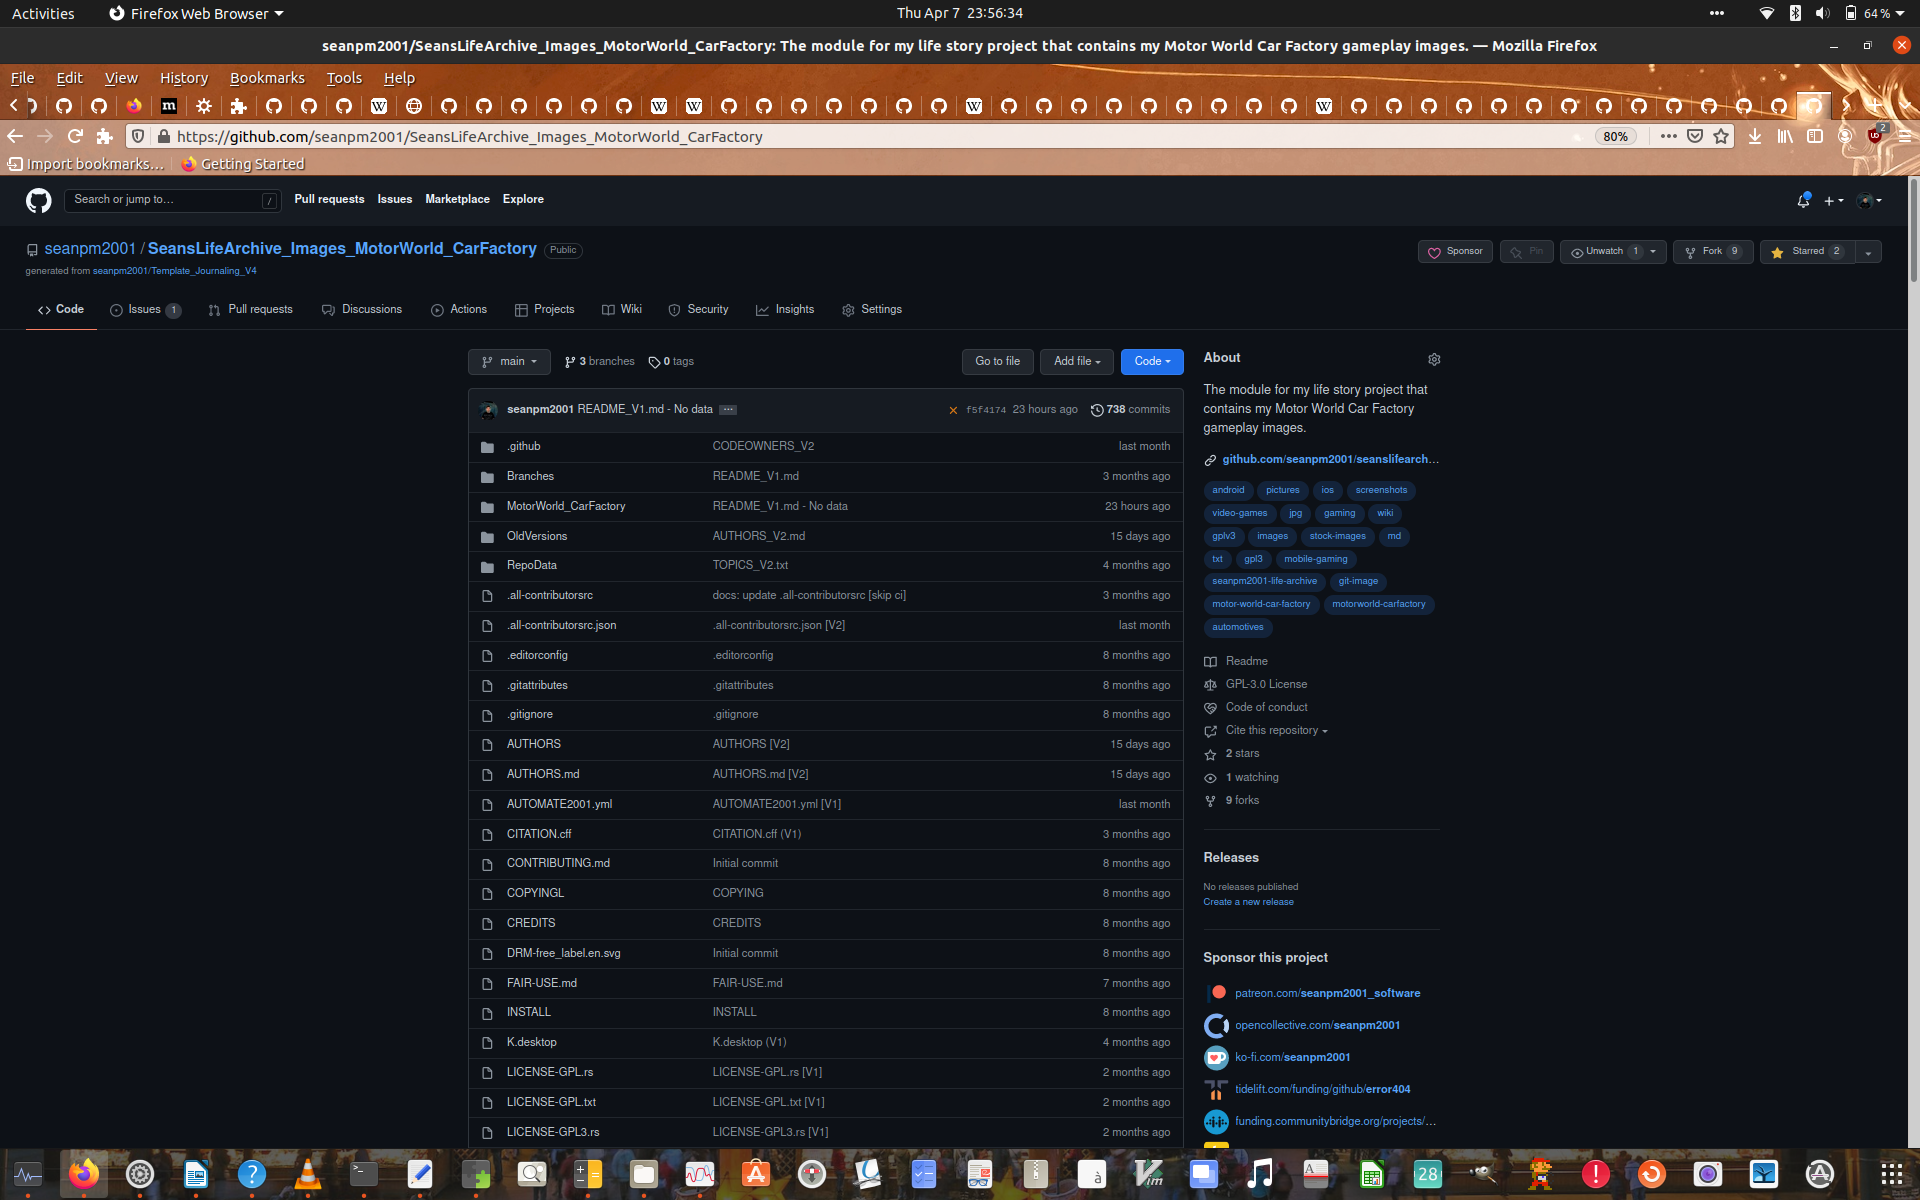 Activities Firefox Web Browser Thu Apr 7 23:56:34 64 %
seanpm2001/SeansLifeArchive_Images_MotorWorld_CarFactory: The module for my life story project that contains my Motor World Car Factory gameplay images. — Mozilla Firefox
File Edit View History Bookmarks Tools Help
https://github.com/seanpm2001/SeansLifeArchive_Images_MotorWorld_CarFactory 80% 2
Import bookmarks... Getting Started
Search or jump to... / Pull requests Issues Marketplace Explore
seanpm2001 / SeansLifeArchive_Images_MotorWorld_CarFactory Public Sponsor Pin Unwatch 1 Fork 9 Starred 2
generated from seanpm2001/Template_Journaling_V4
Code Issues 1 Pull requests Discussions Actions Projects Wiki Security Insights Settings
main 3 branches 0 tags Go to file Add file Code
seanpm2001 README_V1.md - No data ... f5f4174 23 hours ago 738 commits
.github CODEOWNERS_V2 last month
Branches README_V1.md 3 months ago
MotorWorld_CarFactory README_V1.md - No data 23 hours ago
OldVersions AUTHORS_V2.md 15 days ago
RepoData TOPICS_V2.txt 4 months ago
.all-contributorsrc docs: update .all-contributorsrc [skip ci] 3 months ago
.all-contributorsrc.json .all-contributorsrc.json [V2] last month
.editorconfig .editorconfig 8 months ago
.gitattributes .gitattributes 8 months ago
.gitignore .gitignore 8 months ago
AUTHORS AUTHORS [V2] 15 days ago
AUTHORS.md AUTHORS.md [V2] 15 days ago
AUTOMATE2001.yml AUTOMATE2001.yml [V1] last month
CITATION.cff CITATION.cff (V1) 3 months ago
CONTRIBUTING.md Initial commit 8 months ago
COPYINGL COPYING 8 months ago
CREDITS CREDITS 8 months ago
DRM-free_label.en.svg Initial commit 8 months ago
FAIR-USE.md FAIR-USE.md 7 months ago
INSTALL INSTALL 8 months ago
K.desktop K.desktop (V1) 4 months ago
LICENSE-GPL.rs LICENSE-GPL.rs [V1] 2 months ago
LICENSE-GPL.txt LICENSE-GPL.txt [V1] 2 months ago
LICENSE-GPL3.rs LICENSE-GPL3.rs [V1] 2 months ago
About
The module for my life story project that
contains my Motor World Car Factory
gameplay images.
github.com/seanpm2001/seanslifearch...
android pictures ios screenshots
video-games jpg gaming wiki
gplv3 images stock-images md
txt gpl3 mobile-gaming
seanpm2001-life-archive git-image
motor-world-car-factory motorworld-carfactory
automotives
Readme
GPL-3.0 License
Code of conduct
Cite this repository
2 stars
1 watching
9 forks
Releases
No releases published
Create a new release
Sponsor this project
patreon.com/seanpm2001_software
opencollective.com/seanpm2001
ko-fi.com/seanpm2001
tidelift.com/funding/github/error404
funding.communitybridge.org/projects/...
28